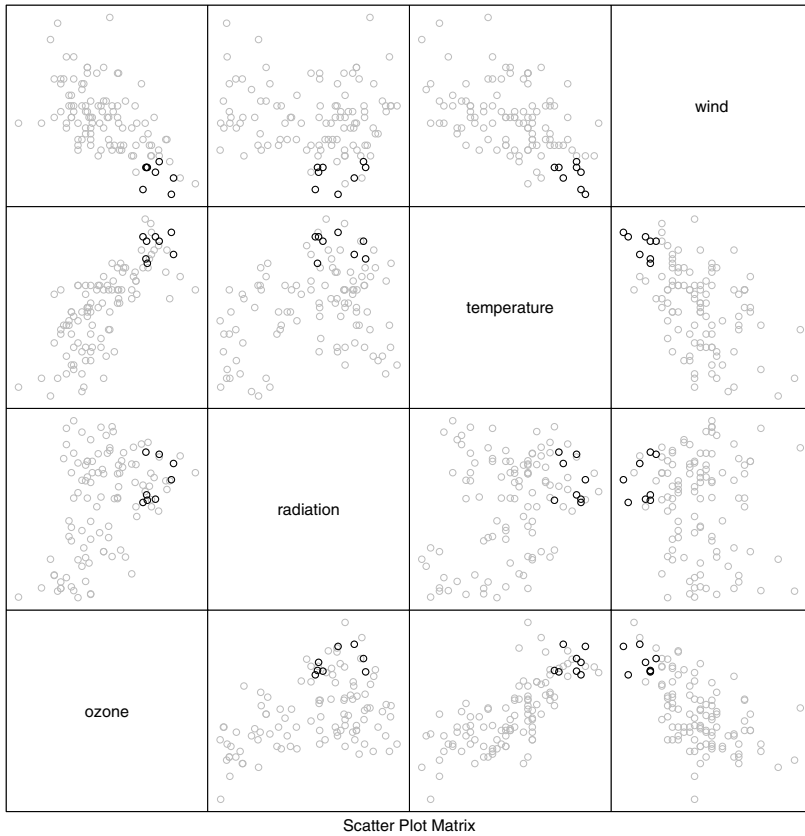 wind
temperature
radiation
ozone
Scatter Plot Matrix